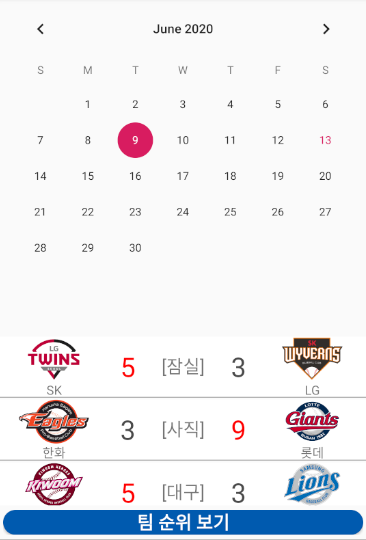 June 2020
S M T W T F S
1 2 3 4 5 6
7 8 9 10 11 12 13
14 15 16 17 18 19 20
21 22 23 24 25 26 27
28 29 30
LG
TWINS
5 [잠실] 3
SK
WYVERNS
SK LG
Eagles
3 [사직] 9
LOTTE
Giants
한화 롯데
KIWOOM
5 [대구] 3
SAMSUNG
Lions
팀 순위 보기